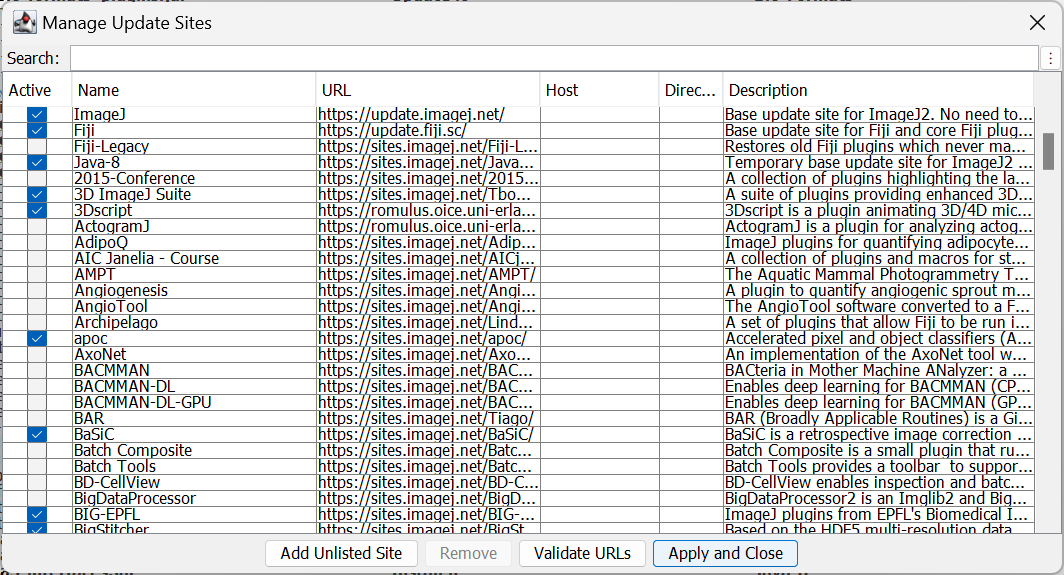 Manage Update Sites
Search:
Active Name URL Host Direc... Description
ImageJ https://update.imagej.net/ Base update site for ImageJ2. No need to...
Fiji https://update.fiji.sc/ Base update site for Fiji and core Fiji plug...
Fiji-Legacy https://sites.imagej.net/Fiji-L... Restores old Fiji plugins which never ma...
Java-8 https://sites.imagej.net/Java... Temporary base update site for ImageJ2 ...
2015-Conference https://sites.imagej.net/2015... A collection of plugins highlighting the la...
3D ImageJ Suite https://sites.imagej.net/Tbo... A suite of plugins providing enhanced 3D...
3Dscript https://romulus.oice.uni-erla... 3Dscript is a plugin animating 3D/4D mic...
ActogramJ https://romulus.oice.uni-erla... ActogramJ is a plugin for analyzing actog...
AdipoQ https://sites.imagej.net/Adip... ImageJ plugins for quantifying adipocyte...
AIC Janelia - Course https://sites.imagej.net/AICj... A collection of plugins and macros for st...
AMPT https://sites.imagej.net/AMPT/ The Aquatic Mammal Photogrammetry T...
Angiogenesis https://sites.imagej.net/Angi... A plugin to quantify angiogenic sprout m...
AngioTool https://sites.imagej.net/Angi... The AngioTool software converted to a F...
Archipelago https://sites.imagej.net/Lind... A set of plugins that allow Fiji to be run i...
apoc https://sites.imagej.net/apoc/ Accelerated pixel and object classifiers (A...
AxoNet https://sites.imagej.net/Axo... An implementation of the AxoNet tool w...
BACMMAN https://sites.imagej.net/BAC... BACteria in Mother Machine ANalyzer: a ...
BACMMAN-DL https://sites.imagej.net/BAC... Enables deep learning for BACMMAN (CP...
BACMMAN-DL-GPU https://sites.imagej.net/BAC... Enables deep learning for BACMMAN (GP...
BAR https://sites.imagej.net/Tiago/ BAR (Broadly Applicable Routines) is a Gi...
BaSiC https://sites.imagej.net/BaSiC/ BaSiC is a retrospective image correction ...
Batch Composite https://sites.imagej.net/Batc... Batch Composite is a small plugin that ru...
Batch Tools https://sites.imagej.net/Batc... Batch Tools provides a toolbar to suppor...
BD-CellView https://sites.imagej.net/BD-C... BD-CellView enables inspection and batc...
BigDataProcessor https://sites.imagej.net/BigD... BigDataProcessor2 is an Imglib2 and Big...
BIG-EPFL https://sites.imagej.net/BIG-... ImageJ plugins from EPFL's Biomedical I...
BigStitcher https://sites.imagej.net/BigSt... Based on the HDF5 multi-resolution data
Add Unlisted Site Remove Validate URLs Apply and Close